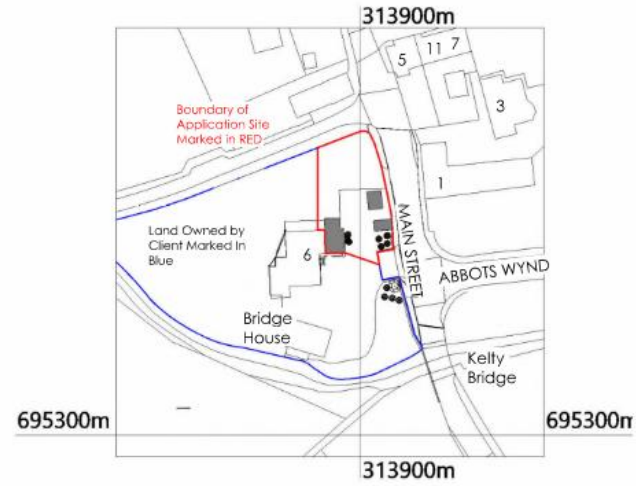 313900m
5
11
7
3
Boundary of
Application Site
Marked in RED
1
MAIN STREET
Land Owned by
Client Marked In
Blue
6
ABBOTS WYND
Bridge
House
Kelty
Bridge
695300m
695300m
313900m